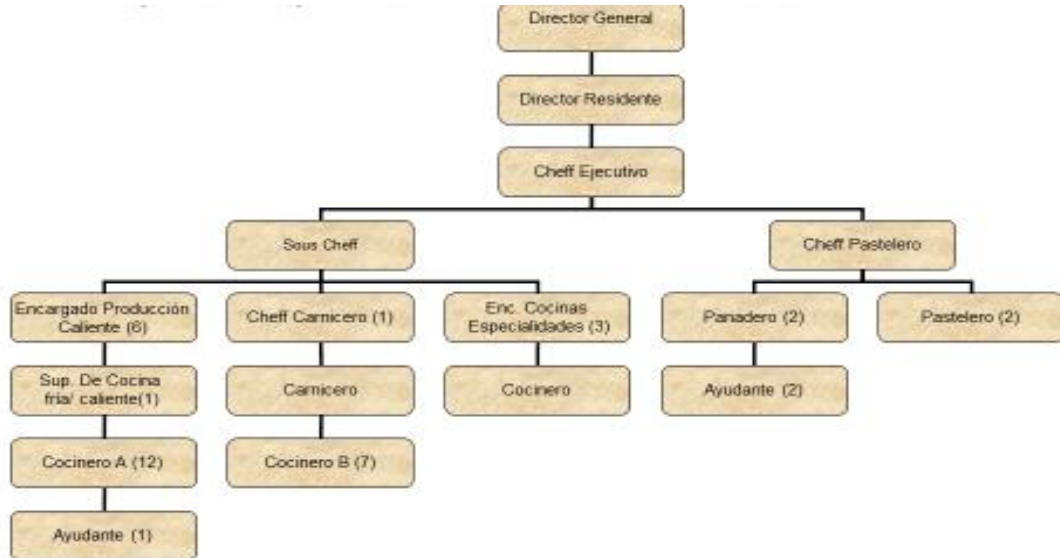 Director General
Director Residente
Cheff Ejecutivo
Sous Cheff
Cheff Pastelero
Encargado Producción
Caliente (6)
Cheff Carnicero (1)
Enc. Cocinas
Especialidades (3)
Panadero (2)
Pastelero (2)
Sup. De Cocina
fría/ caliente(1)
Carnicero
Cocinero
Ayudante (2)
Cocinero A (12)
Cocinero B (7)
Ayudante (1)